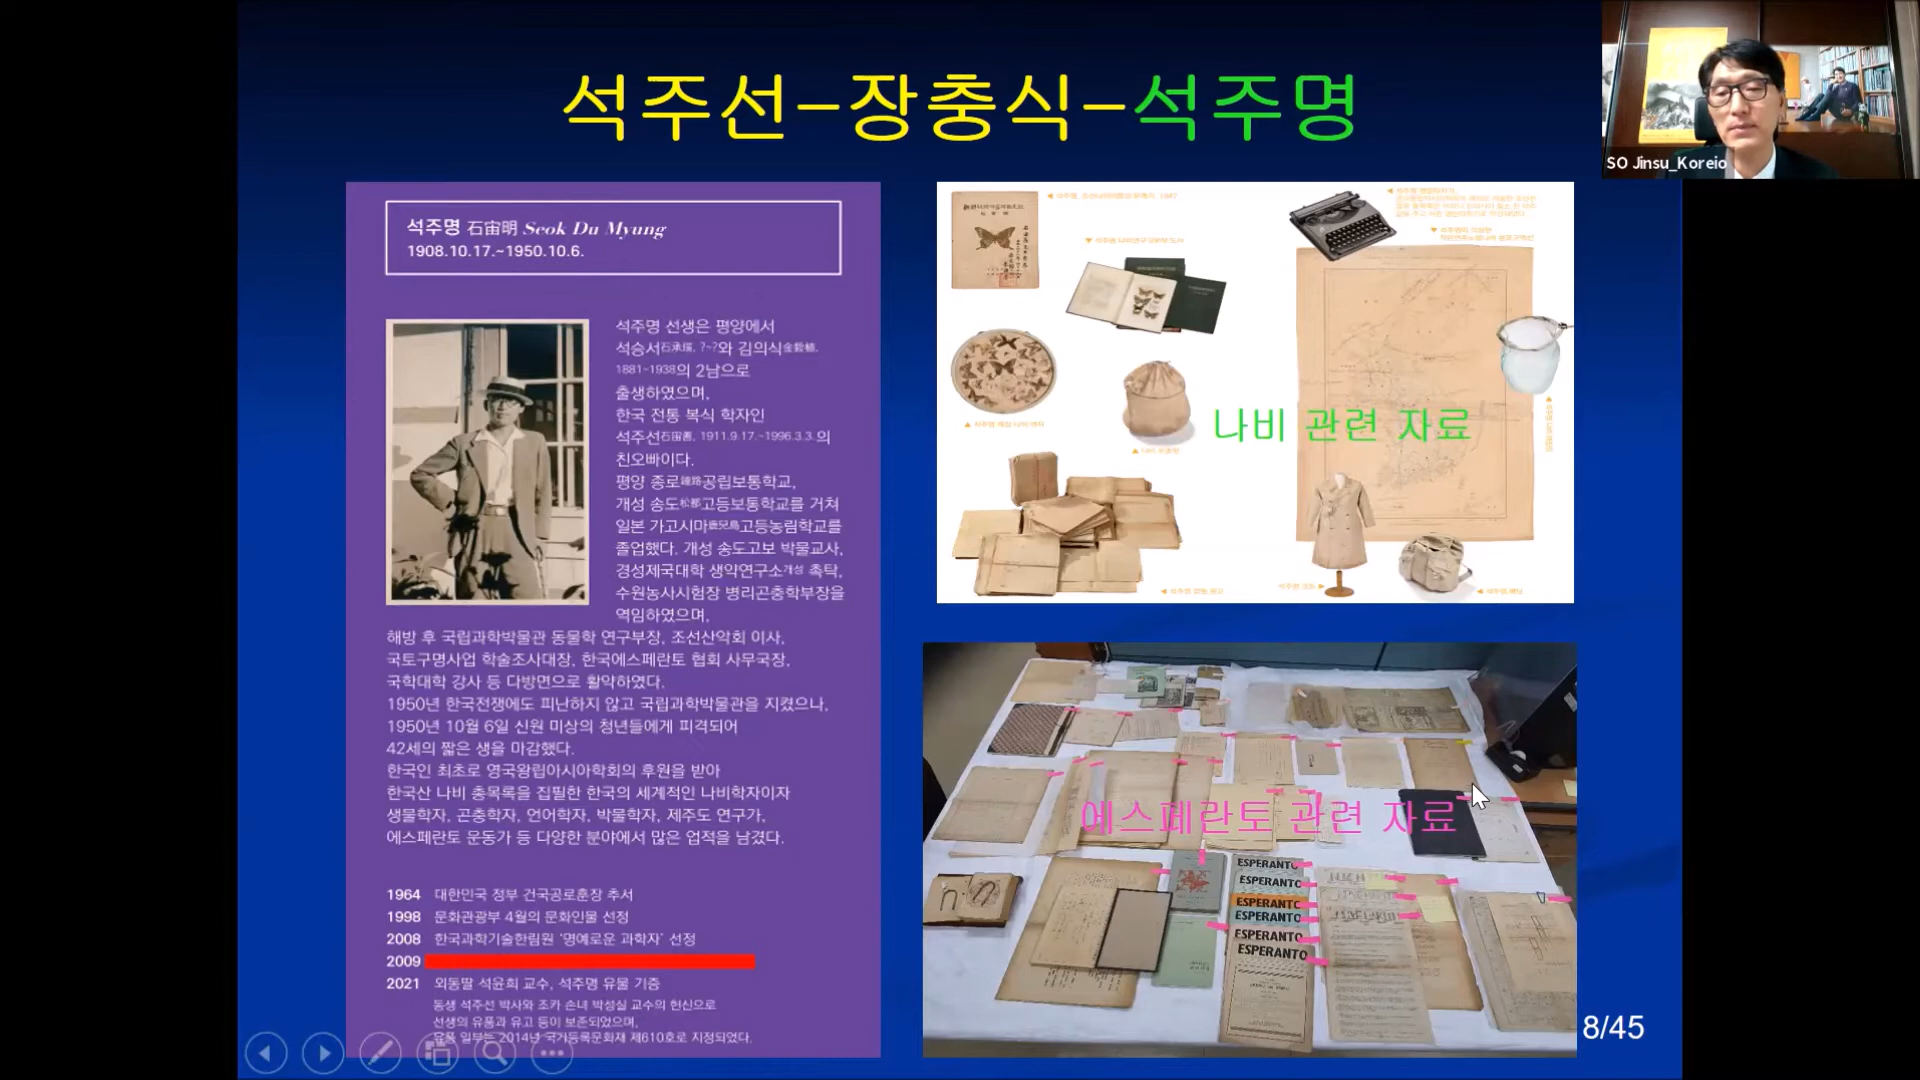 석주선-장충식-석주명
SO Jinsu_Koreio
석주명 石宙明 Seok Du Myung
1908.10.17.~1950.10.6.
석주명 선생은 평양에서
석승서石承瑞, ?~?와 김의식金毅植,
1881~1938의 2남으로
출생하였으며,
한국 전통 복식 학자인
석주선石宙善, 1911.9.17.~1996.3.3.의
친오빠이다.
평양 종로鍾路공립보통학교,
개성 송도松都고등보통학교를 거쳐
일본 가고시마鹿兒島고등농림학교를
졸업했다. 개성 송도고보 박물교사,
경성제국대학 생약연구소개성 촉탁,
수원농사시험장 병리곤충학부장을
역임하였으며,
해방 후 국립과학박물관 동물학 연구부장, 조선산악회 이사,
국토구명사업 학술조사대장, 한국에스페란토 협회 사무국장,
국학대학 강사 등 다방면으로 활약하였다.
1950년 한국전쟁에도 피난하지 않고 국립과학박물관을 지켰으나,
1950년 10월 6일 신원 미상의 청년들에게 피격되어
42세의 짧은 생을 마감했다.
한국인 최초로 영국왕립아시아학회의 후원을 받아
한국산 나비 총목록을 집필한 한국의 세계적인 나비학자이자
생물학자, 곤충학자, 언어학자, 박물학자, 제주도 연구가,
에스페란토 운동가 등 다양한 분야에서 많은 업적을 남겼다.
1964 대한민국 정부 건국공로훈장 추서
1998 문화관광부 4월의 문화인물 선정
2008 한국과학기술한림원 '명예로운 과학자' 선정
2009
2021 외동딸 석윤희 교수, 석주명 유물 기증
동생 석주선 박사와 조카 손녀 박성실 교수의 헌신으로
선생의 유품과 유고 등이 보존되었으며,
유품 일부는 2014년 국가등록문화재 제610호로 지정되었다.
나비 관련 자료
에스페란토 관련 자료
ESPERANTO
ESPERANTO
ESPERANTO
ESPERANTO
ESPERANTO
ESPERANTO
8/45